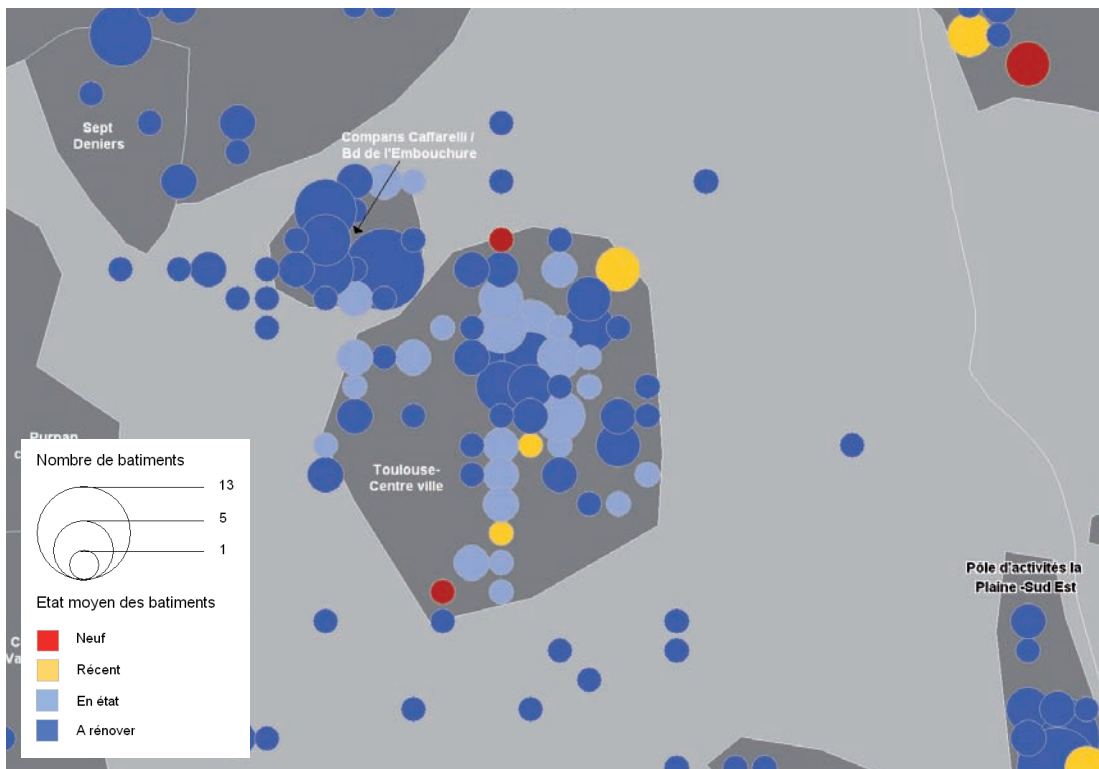 Sept
Deniers
Compans Caffarelli /
Bd de l'Embouchure
Purpan
Toulouse-
Centre ville
Pôle d'activités la
Plaine -Sud Est
Nombre de batiments
13
5
1
Etat moyen des batiments
Neuf
Récent
En état
A rénover